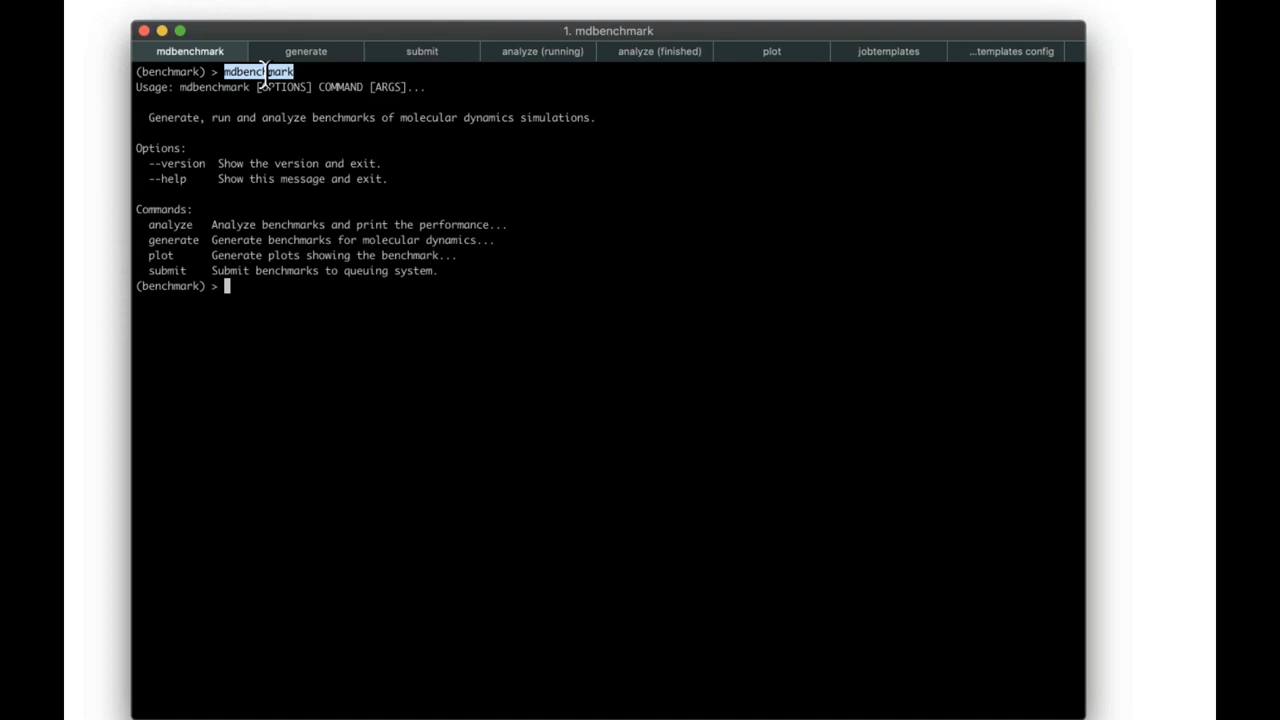 1. mdbenchmark
mdbenchmark generate submit analyze (running) analyze (finished) plot jobtemplates ...templates config
(benchmark) > mdbenchmark
Usage: mdbenchmark [OPTIONS] COMMAND [ARGS]...
Generate, run and analyze benchmarks of molecular dynamics simulations.
Options:
--version Show the version and exit.
--help Show this message and exit.
Commands:
analyze Analyze benchmarks and print the performance...
generate Generate benchmarks for molecular dynamics...
plot Generate plots showing the benchmark...
submit Submit benchmarks to queuing system.
(benchmark) >